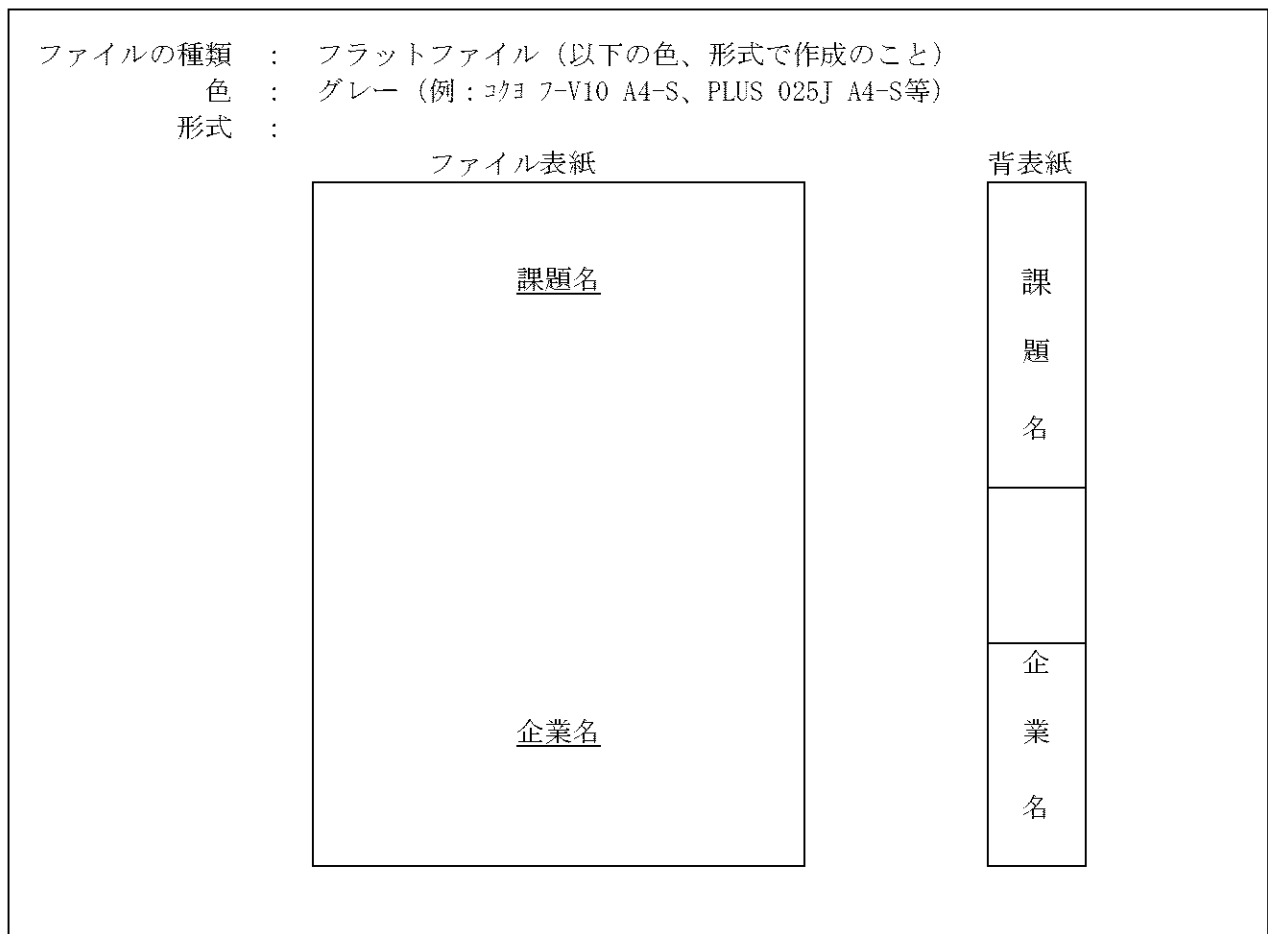 ファイルの種類 : フラットファイル(以下の色、形式で作成のこと)
色 : グレー(例:コクヨ フ-V10 A4-S、PLUS 025J A4-S等)
形式 :
ファイル表紙
課題名
企業名
背表紙
課題名
企業名